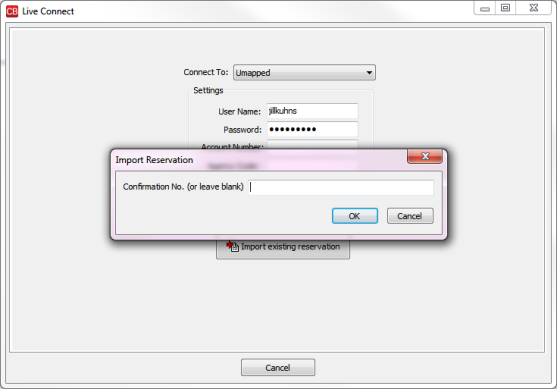 CB Live Connect
Connect To: Umapped
Settings
User Name: jillkuhns
Password: •••••••••
Account Number:
Import Reservation
Confirmation No. (or leave blank)
OK Cancel
Import existing reservation
Cancel